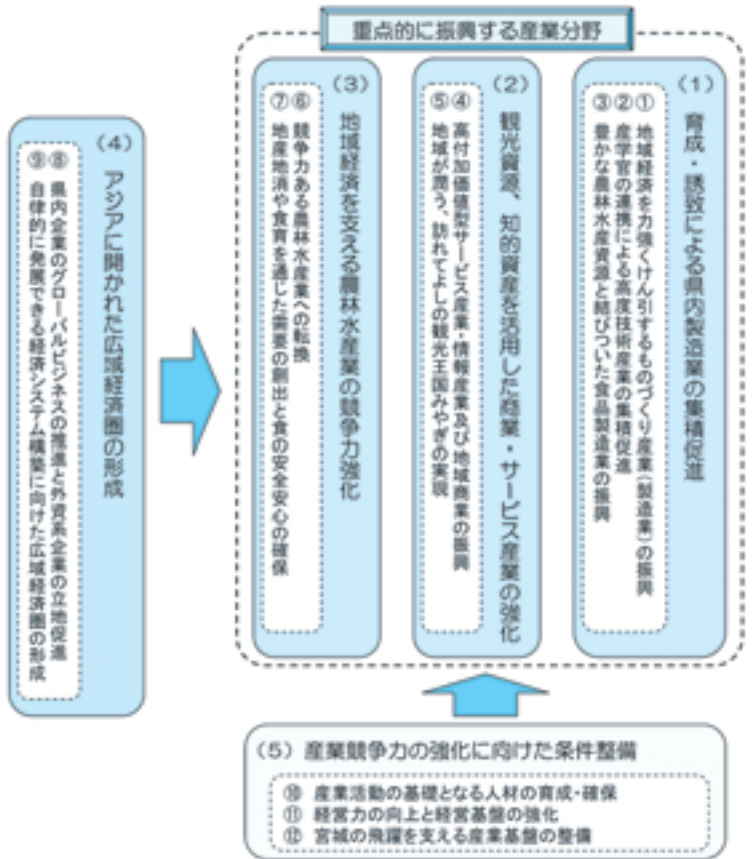 重点的に振興する産業分野
(1)
育成・誘致による県内製造業の集積促進
① 地域経済を力強くけん引するものづくり産業(製造業)の振興
② 産学官の連携による高度技術産業の集積促進
③ 豊かな農林水産資源と結びついた食品製造業の振興
(2)
観光資源、知的資産を活用した商業・サービス産業の強化
④ 高付加価値型サービス産業・情報産業及び地域商業の振興
⑤ 地域が潤う、訪れてよしの観光王国みやぎの実現
(3)
地域経済を支える農林水産業の競争力強化
⑥ 競争力ある農林水産業への転換
⑦ 地産地消や食育を通じた需要の創出と食の安全安心の確保
(4)
アジアに開かれた広域経済圏の形成
⑧ 県内企業のグローバルビジネスの推進と外資系企業の立地促進
⑨ 自律的に発展できる経済システム構築に向けた広域経済圏の形成
(5) 産業競争力の強化に向けた条件整備
⑩ 産業活動の基礎となる人材の育成・確保
⑪ 経営力の向上と経営基盤の強化
⑫ 宮城の飛躍を支える産業基盤の整備